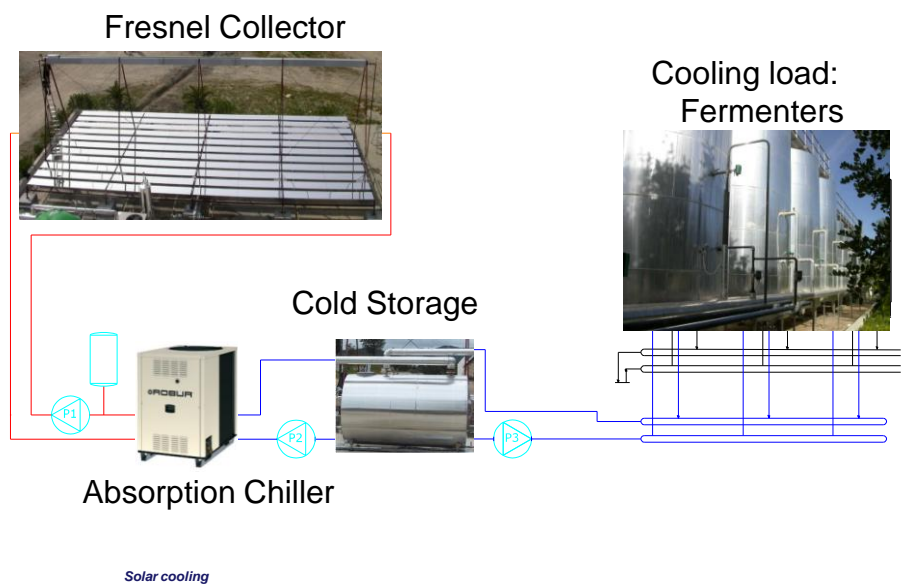 Fresnel Collector
Cooling load:
Fermenters
Cold Storage
ROBUR
P1
P2
P3
Absorption Chiller
Solar cooling